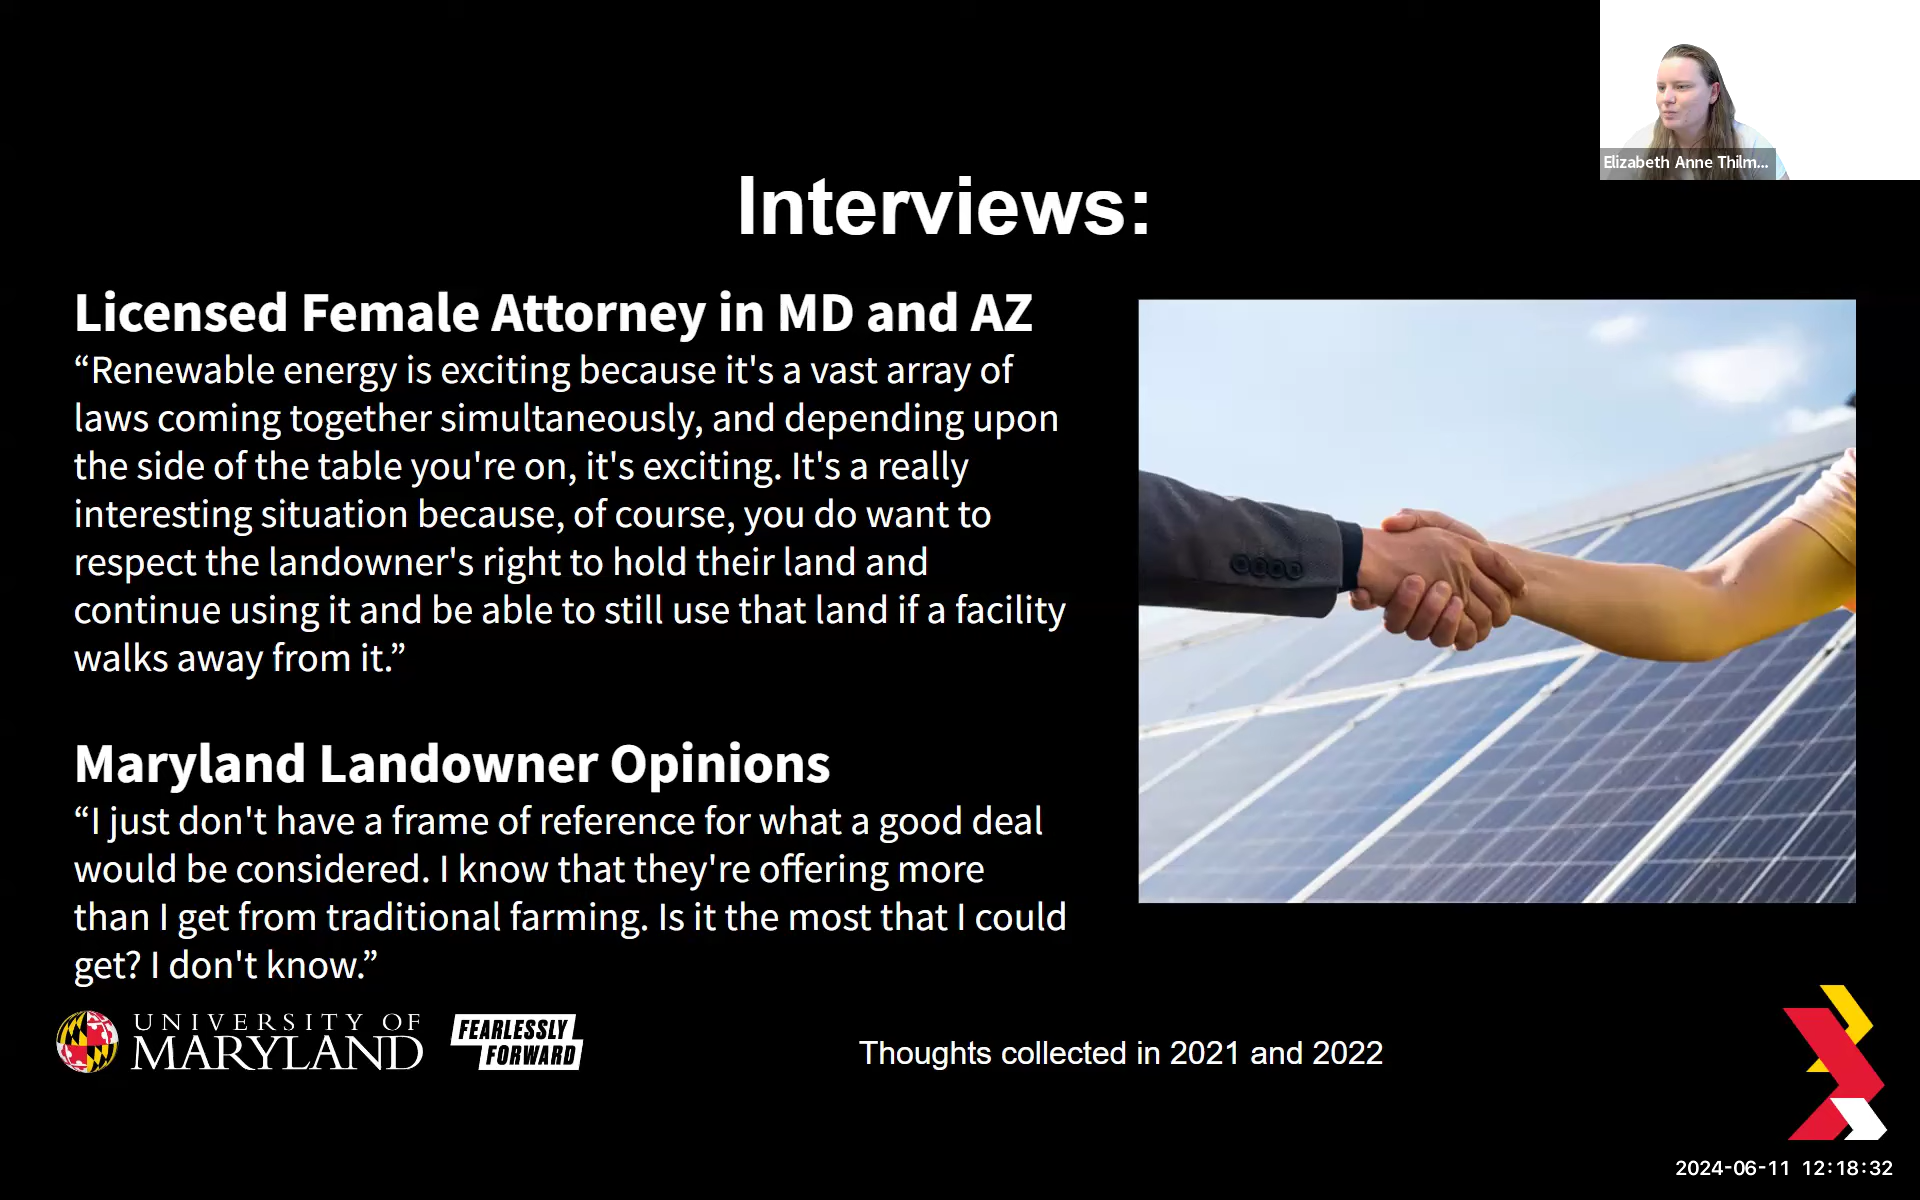 Elizabeth Anne Thilm...
Interviews:
Licensed Female Attorney in MD and AZ
“Renewable energy is exciting because it's a vast array of
laws coming together simultaneously, and depending upon
the side of the table you're on, it's exciting. It's a really
interesting situation because, of course, you do want to
respect the landowner's right to hold their land and
continue using it and be able to still use that land if a facility
walks away from it.”
Maryland Landowner Opinions
“I just don't have a frame of reference for what a good deal
would be considered. I know that they're offering more
than I get from traditional farming. Is it the most that I could
get? I don't know.”
UNIVERSITY OF
MARYLAND
FEARLESSLY
FORWARD
Thoughts collected in 2021 and 2022
2024-06-11 12:18:32